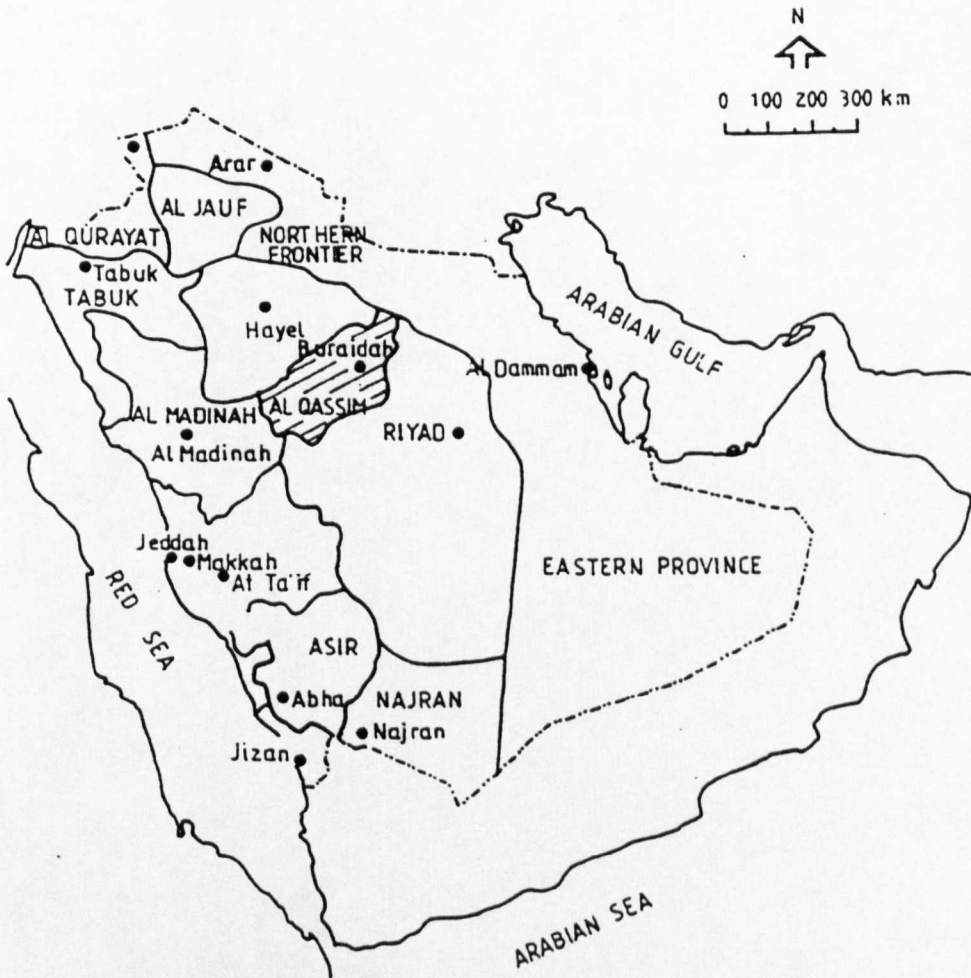 N
0 100 200 300 km
Arar
AL JAUF
QURAYAT
NORTHERN
FRONTIER
Tabuk
TABUK
ARABIAN GULF
Hayel
Buraidah
Al Dammam
AL QASSIM
AL MADINAH
RIYAD
Al Madinah
Jeddah
Makkah
At Ta'if
EASTERN PROVINCE
RED SEA
ASIR
Abha
NAJRAN
Najran
Jizan
ARABIAN SEA